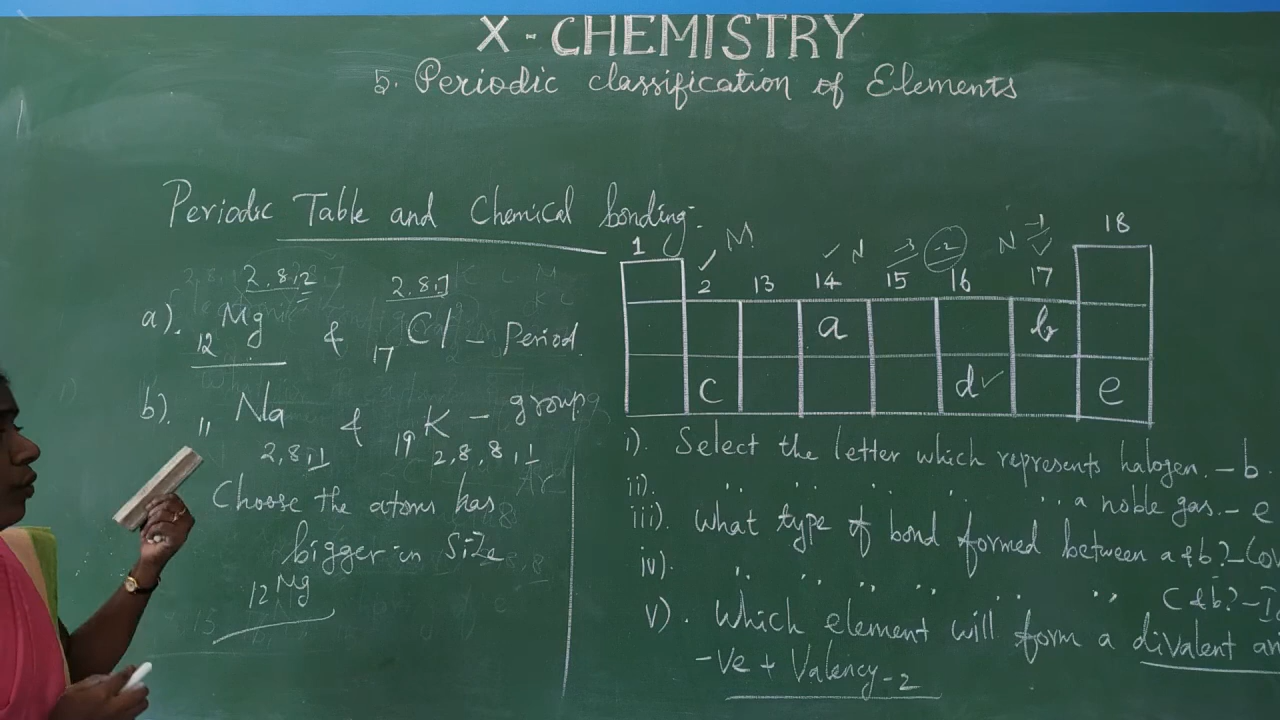 X - CHEMISTRY
5. Periodic classification of Elements
Periodic Table and Chemical bonding:-
2,8,2 2,8,7
a). 12 Mg & 17 Cl - Period.
b). 11 Na & 19 K - group
2,8,1 2,8,8,1
Choose the atoms has
bigger in Size
12 Mg
M N -3 -2 N -1
1 2 13 14 15 16 17 18
a b
c d e
i). Select the letter which represents halogen. - b.
ii). " " " " " a noble gas. - e
iii). What type of bond formed between a & b? - Cov
iv). " " " " " " C & b? - I
v). Which element will form a divalent an
-Ve + Valency - 2